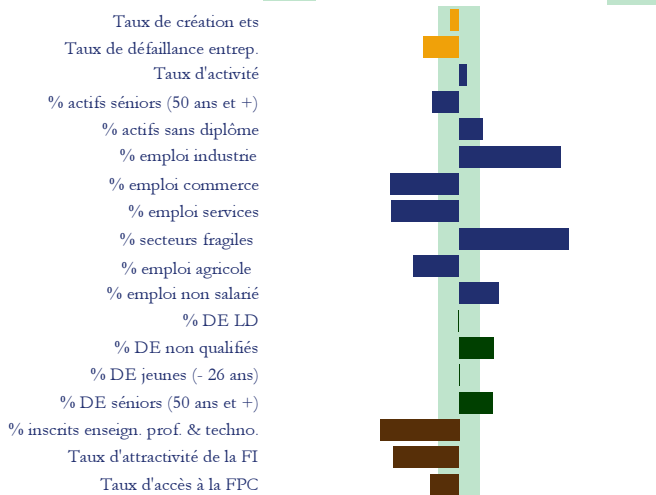 Taux de création ets
Taux de défaillance entrep.
Taux d'activité
% actifs séniors (50 ans et +)
% actifs sans diplôme
% emploi industrie
% emploi commerce
% emploi services
% secteurs fragiles
% emploi agricole
% emploi non salarié
% DE LD
% DE non qualifiés
% DE jeunes (- 26 ans)
% DE séniors (50 ans et +)
% inscrits enseign. prof. & techno.
Taux d'attractivité de la FI
Taux d'accès à la FPC